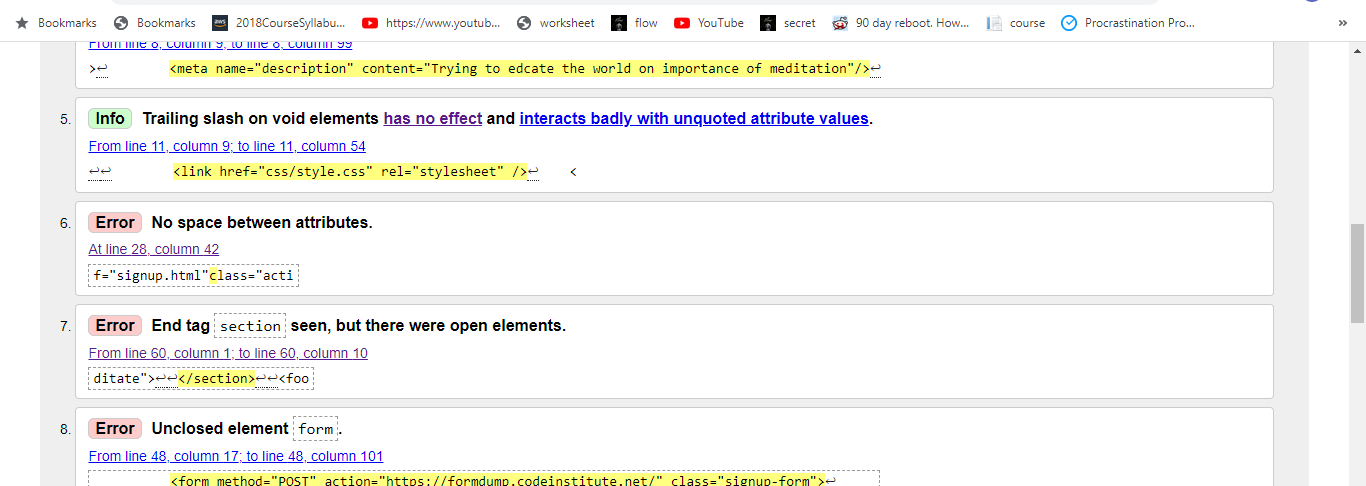 Bookmarks Bookmarks 2018CourseSyllabu... https://www.youtub... worksheet flow YouTube secret 90 day reboot. How... course Procrastination Pro... »
From line 8, column 9; to line 8, column 99
>↩ <meta name="description" content="Trying to edcate the world on importance of meditation"/>↩
5. Info Trailing slash on void elements has no effect and interacts badly with unquoted attribute values.
From line 11, column 9; to line 11, column 54
↩↩ <link href="css/style.css" rel="stylesheet" />↩ <
6. Error No space between attributes.
At line 28, column 42
f="signup.html"class="acti
7. Error End tag section seen, but there were open elements.
From line 60, column 1; to line 60, column 10
ditate">↩↩</section>↩↩<foo
8. Error Unclosed element form.
From line 48, column 17; to line 48, column 101
<form method="POST" action="https://formdump.codeinstitute.net/" class="signup-form">↩